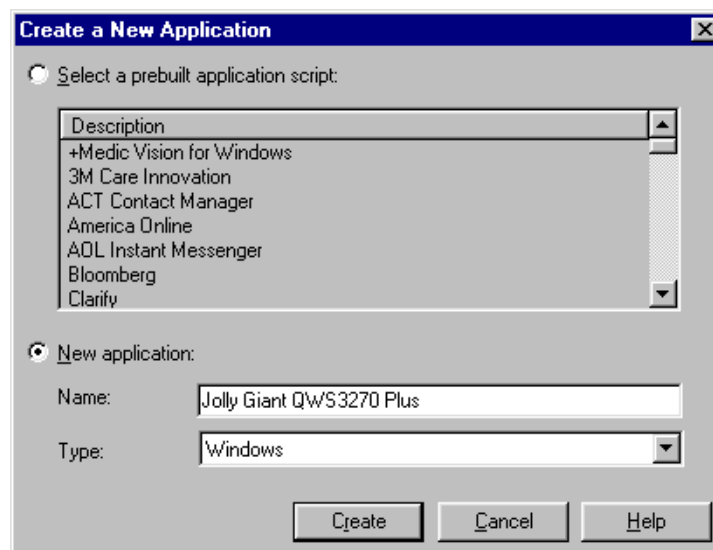 Create a New Application
Select a prebuilt application script:
Description
+Medic Vision for Windows
3M Care Innovation
ACT Contact Manager
America Online
AOL Instant Messenger
Bloomberg
Clarify
New application:
Name: Jolly Giant QWS3270 Plus
Type: Windows
Create Cancel Help